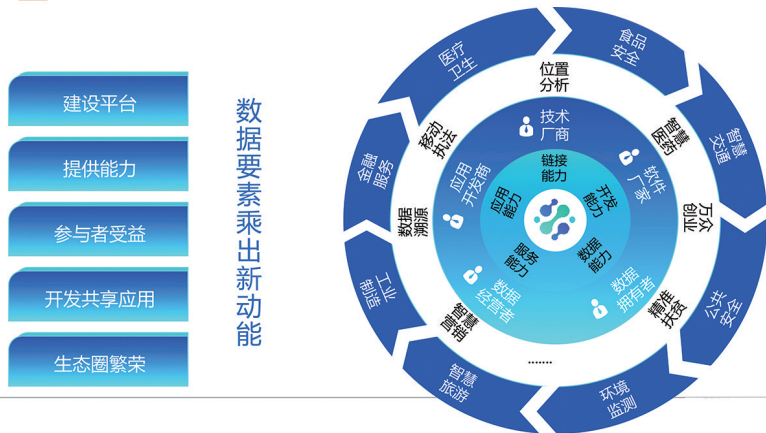 建设平台
提供能力
参与者受益
开发共享应用
生态圈繁荣
数据要素乘出新动能
医疗
卫生
食品
安全
智慧
交通
公共
安全
环境
监测
智慧
旅游
工业
制造
金融
服务
位置
分析
智慧
医药
万众
创业
精准
扶贫
.......
智慧
营销
数据
溯源
移动
执法
技术
厂商
软件
厂家
数据
拥有者
数据
经营者
应用
开发商
链接
能力
开发
能力
数据
能力
服务
能力
应用
能力